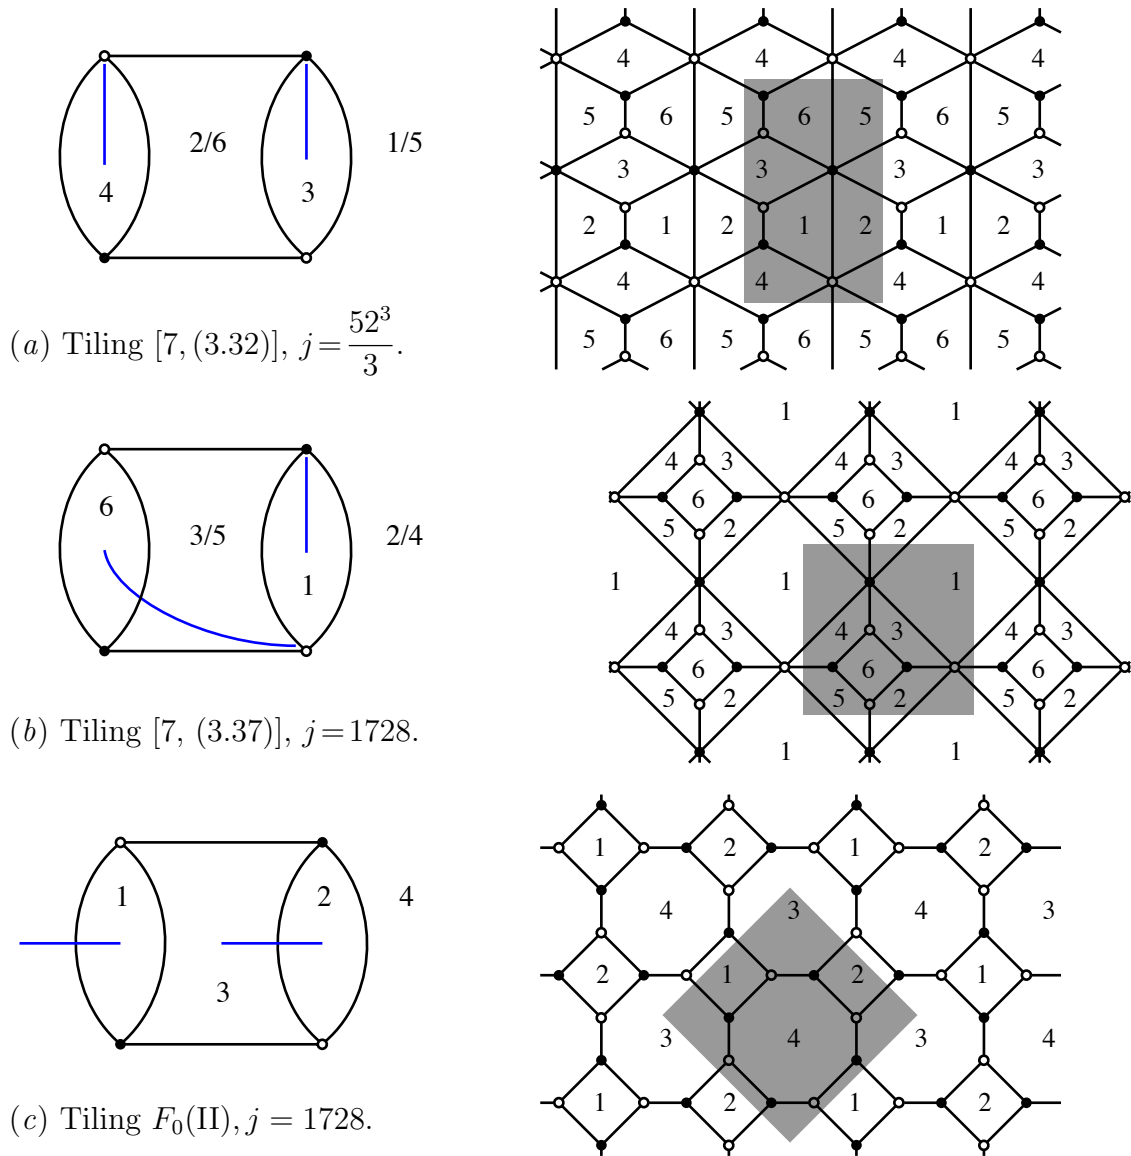 2/6 1/5
4 3
(a) Tiling [7, (3.32)], j = 52³/3.
4 4 4 4
5 6 5 6 5 6 5
3 3 3 3
2 1 2 1 2 1 2
4 4 4 4
5 6 5 6 5 6 5
6
3/5 2/4
1
(b) Tiling [7, (3.37)], j = 1728.
1 1
4 3 4 3 4 3
6 6 6
5 2 5 2 5 2
1 1 1
4 3 4 3 4 3
6 6 6
5 2 5 2 5 2
1 1
1 2 4
3
(c) Tiling F₀(II), j = 1728.
1 2 1 2
4 3 4 3
2 1 2 1
3 4 3 4
1 2 1 2